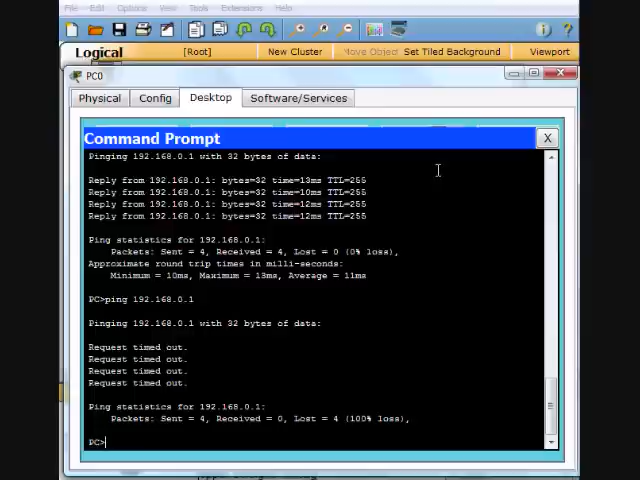 File Edit Options View Tools Extensions Help
Logical [Root] New Cluster Move Object Set Tiled Background Viewport
PC0
Physical Config Desktop Software/Services
Command Prompt X
Pinging 192.168.0.1 with 32 bytes of data:
Reply from 192.168.0.1: bytes=32 time=13ms TTL=255
Reply from 192.168.0.1: bytes=32 time=10ms TTL=255
Reply from 192.168.0.1: bytes=32 time=12ms TTL=255
Reply from 192.168.0.1: bytes=32 time=12ms TTL=255
Ping statistics for 192.168.0.1:
Packets: Sent = 4, Received = 4, Lost = 0 (0% loss),
Approximate round trip times in milli-seconds:
Minimum = 10ms, Maximum = 13ms, Average = 11ms
PC>ping 192.168.0.1
Pinging 192.168.0.1 with 32 bytes of data:
Request timed out.
Request timed out.
Request timed out.
Request timed out.
Ping statistics for 192.168.0.1:
Packets: Sent = 4, Received = 0, Lost = 4 (100% loss),
PC>